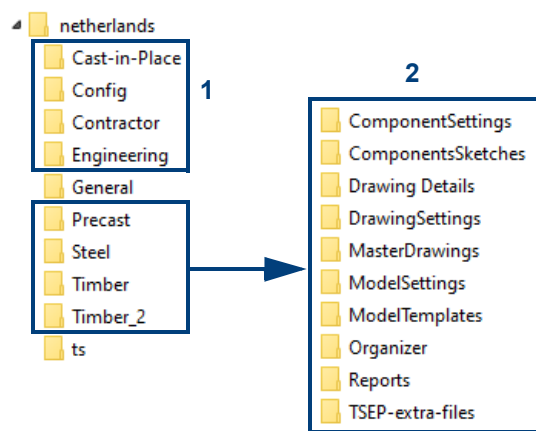 netherlands
Cast-in-Place
Config
Contractor
Engineering
General
Precast
Steel
Timber
Timber_2
ts
1
2
ComponentSettings
ComponentsSketches
Drawing Details
DrawingSettings
MasterDrawings
ModelSettings
ModelTemplates
Organizer
Reports
TSEP-extra-files